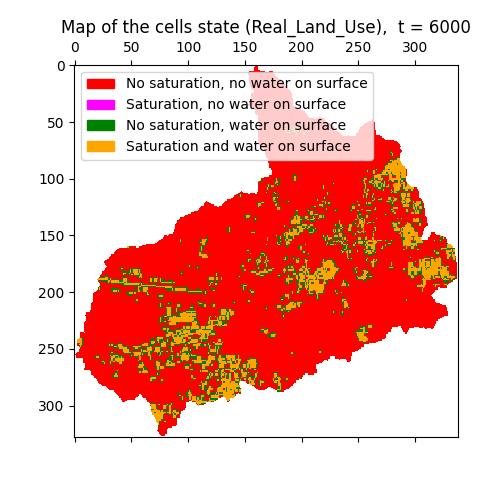 Map of the cells state (Real_Land_Use),  t = 6000
0 50 100 150 200 250 300
0
50
100
150
200
250
300
No saturation, no water on surface
Saturation, no water on surface
No saturation, water on surface
Saturation and water on surface